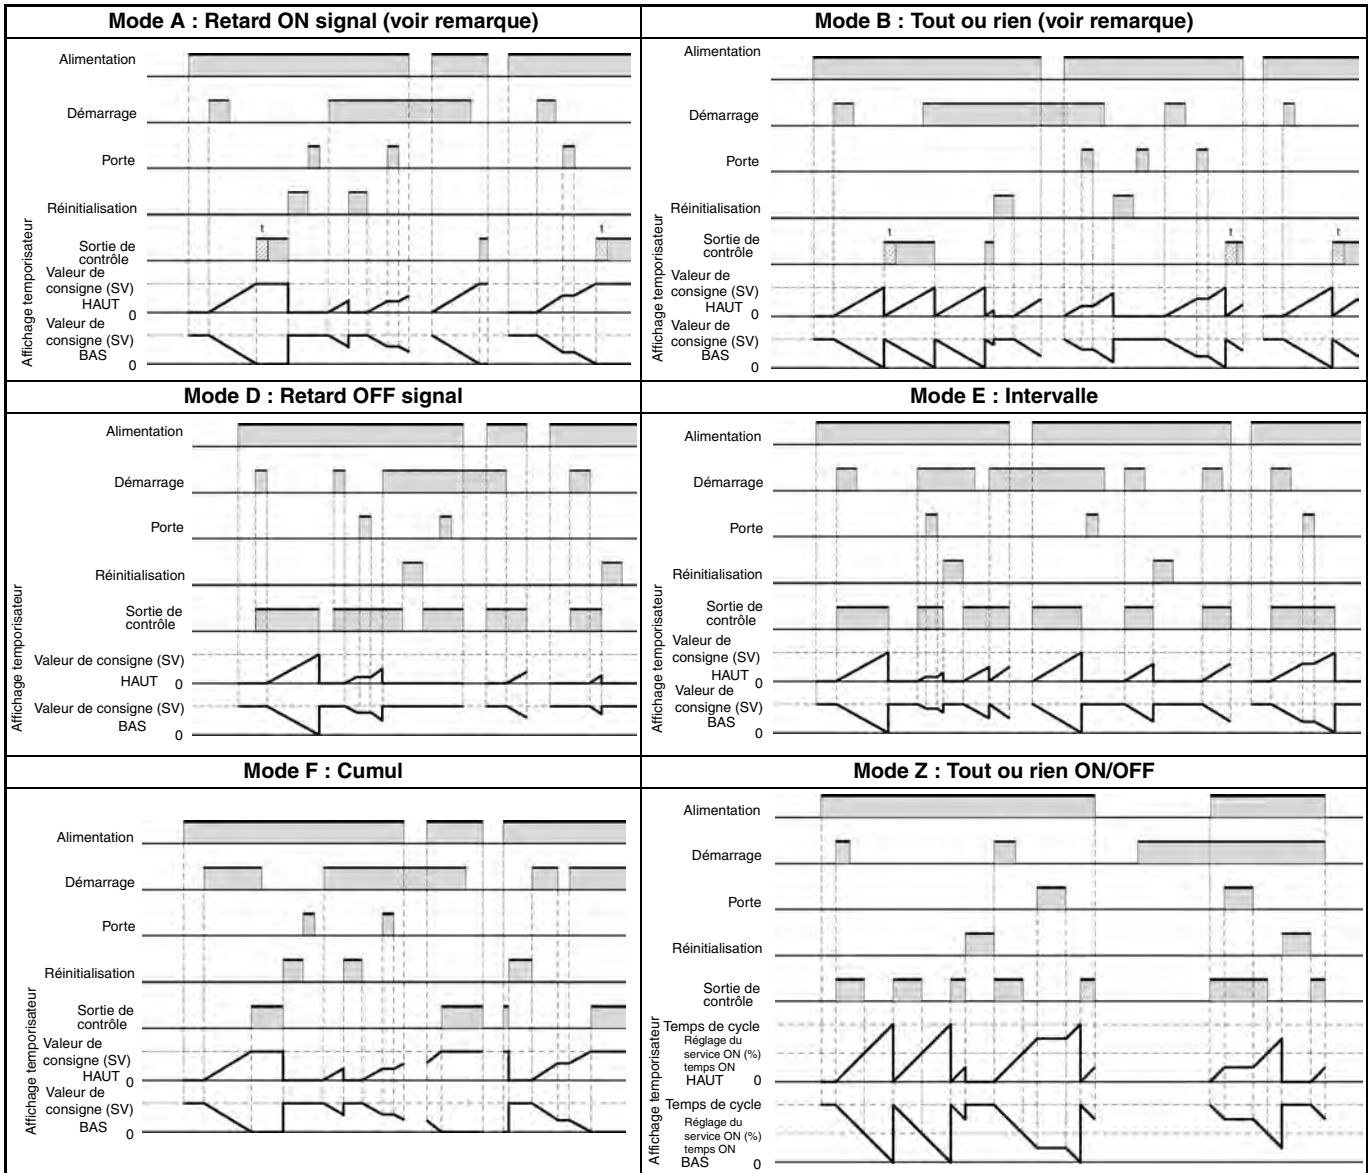 Mode A : Retard ON signal (voir remarque)
Alimentation
Démarrage
Porte
Réinitialisation
t
t
Sortie de
contrôle
Valeur de
consigne (SV)
HAUT
0
Valeur de
consigne (SV)
BAS
0
Affichage temporisateur
Mode B : Tout ou rien (voir remarque)
Alimentation
Démarrage
Porte
Réinitialisation
t
t
t
Sortie de
contrôle
Valeur de
consigne (SV)
HAUT
0
Valeur de
consigne (SV)
BAS
0
Affichage temporisateur
Mode D : Retard OFF signal
Alimentation
Démarrage
Porte
Réinitialisation
Sortie de
contrôle
Valeur de consigne (SV)
HAUT
0
Valeur de consigne (SV)
BAS
0
Affichage temporisateur
Mode E : Intervalle
Alimentation
Démarrage
Porte
Réinitialisation
Sortie de
contrôle
Valeur de
consigne (SV)
HAUT
0
Valeur de
consigne (SV)
BAS
0
Affichage temporisateur
Mode F : Cumul
Alimentation
Démarrage
Porte
Réinitialisation
Sortie de
contrôle
Valeur de
consigne (SV)
HAUT
0
Valeur de
consigne (SV)
BAS
0
Affichage temporisateur
Mode Z : Tout ou rien ON/OFF
Alimentation
Démarrage
Porte
Réinitialisation
Sortie de
contrôle
Temps de cycle
Réglage du
service ON (%)
temps ON
HAUT
0
Temps de cycle
Réglage du
service ON (%)
temps ON
BAS
0
Affichage temporisateur